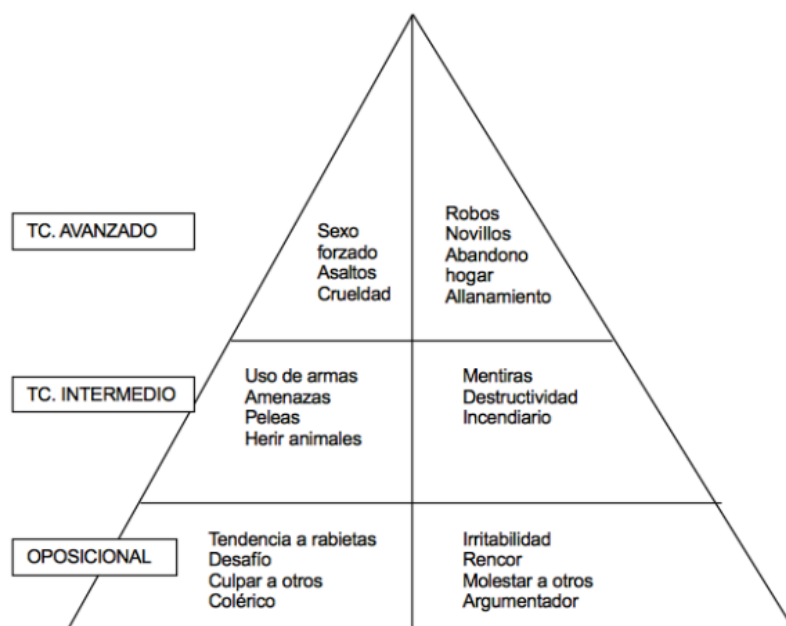 TC. AVANZADO
Sexo
forzado
Asaltos
Crueldad
Robos
Novillos
Abandono
hogar
Allanamiento
TC. INTERMEDIO
Uso de armas
Amenazas
Peleas
Herir animales
Mentiras
Destructividad
Incendiario
OPOSICIONAL
Tendencia a rabietas
Desafío
Culpar a otros
Colérico
Irritabilidad
Rencor
Molestar a otros
Argumentador